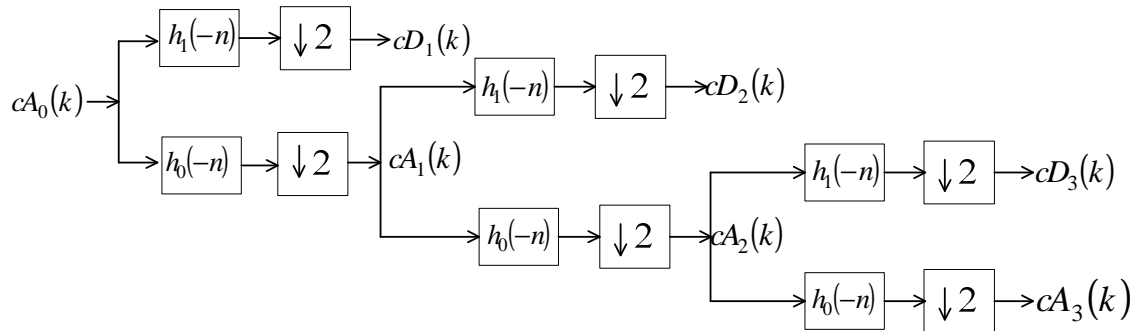 h₁(−n) ↓2 cD₁(k)
cA₀(k)
h₁(−n) ↓2 cD₂(k)
h₀(−n) ↓2 cA₁(k)
h₁(−n) ↓2 cD₃(k)
h₀(−n) ↓2 cA₂(k)
h₀(−n) ↓2 cA₃(k)